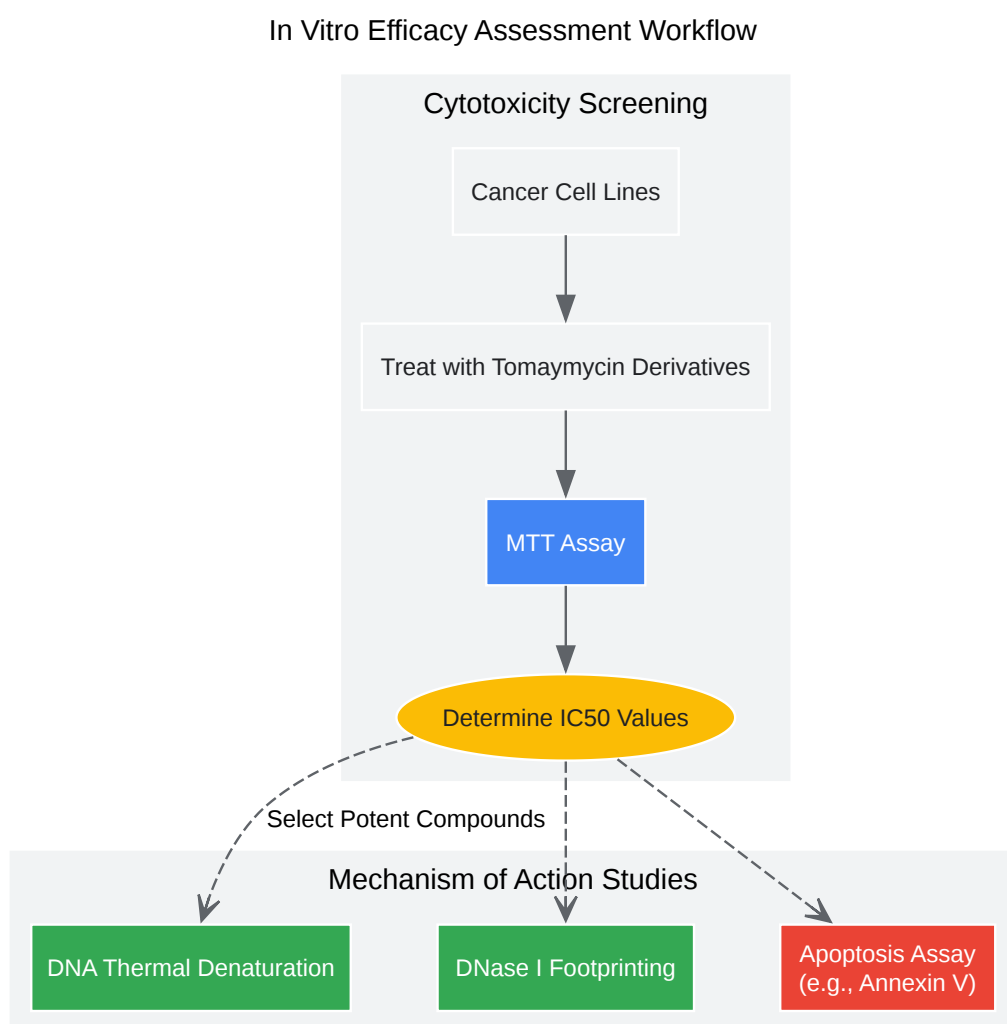 In Vitro Efficacy Assessment Workflow
Cytotoxicity Screening
Cancer Cell Lines
Treat with Tomaymycin Derivatives
MTT Assay
Determine IC50 Values
Select Potent Compounds
Mechanism of Action Studies
DNA Thermal Denaturation
DNase I Footprinting
Apoptosis Assay
(e.g., Annexin V)